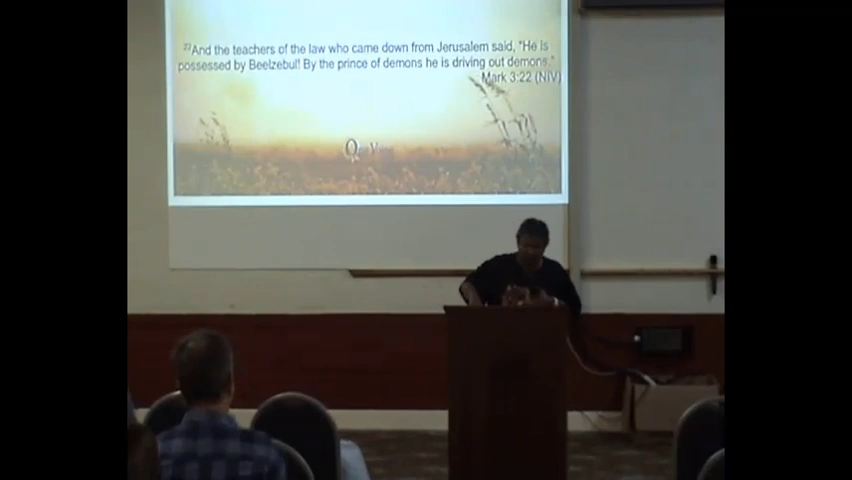 ²²And the teachers of the law who came down from Jerusalem said, "He is
possessed by Beelzebul! By the prince of demons he is driving out demons."
Mark 3:22 (NIV)